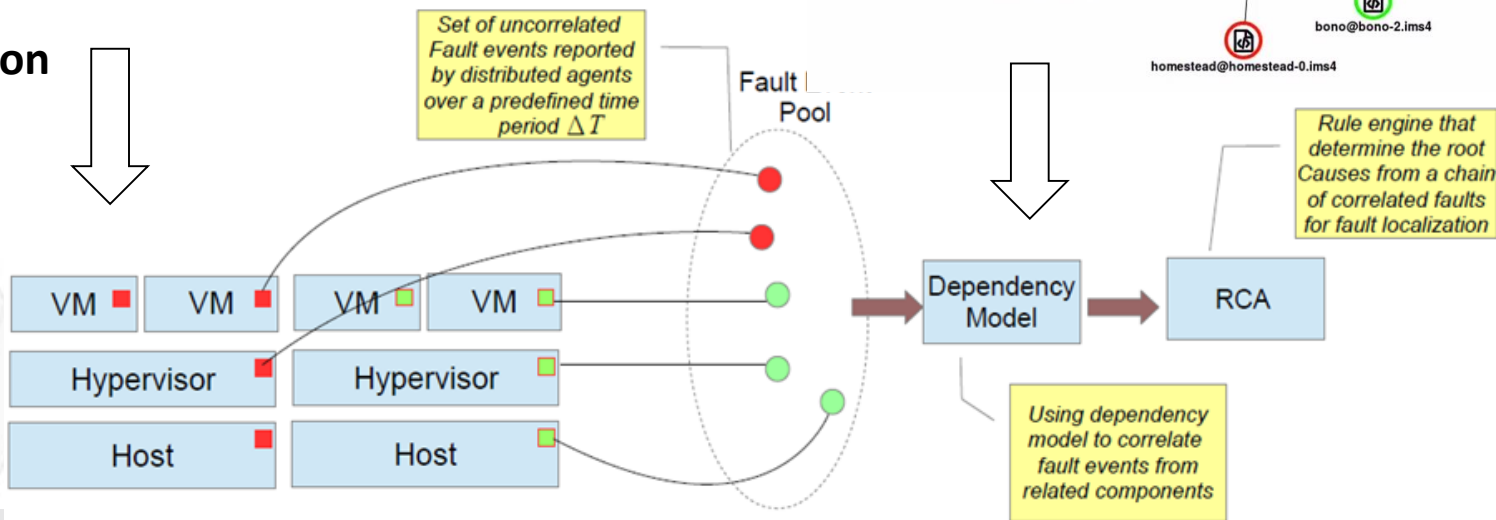 on
Set of uncorrelated
Fault events reported
by distributed agents
over a predefined time
period ΔT
Fault
Pool
bono@bono-2.ims4
homestead@homestead-0.ims4
Rule engine that
determine the root
Causes from a chain
of correlated faults
for fault localization
VM
VM
VM
VM
Hypervisor
Hypervisor
Host
Host
Dependency
Model
RCA
Using dependency
model to correlate
fault events from
related components